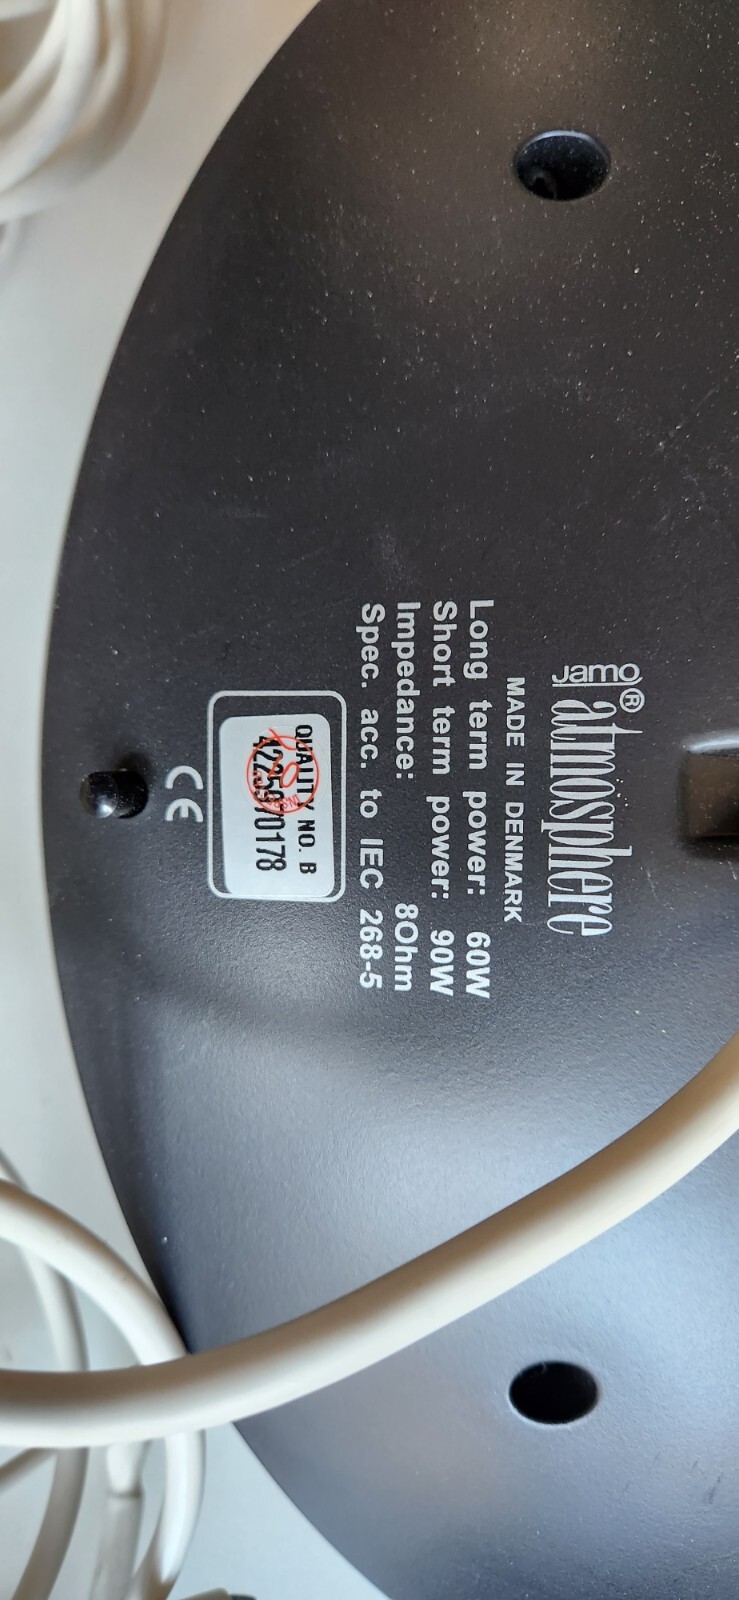 Jamo® atmosphere
MADE IN DENMARK
Long term power: 60W
Short term power: 90W
Impedance: 8Ohm
Spec. acc. to IEC 268-5
QUALITY NO. B
CE